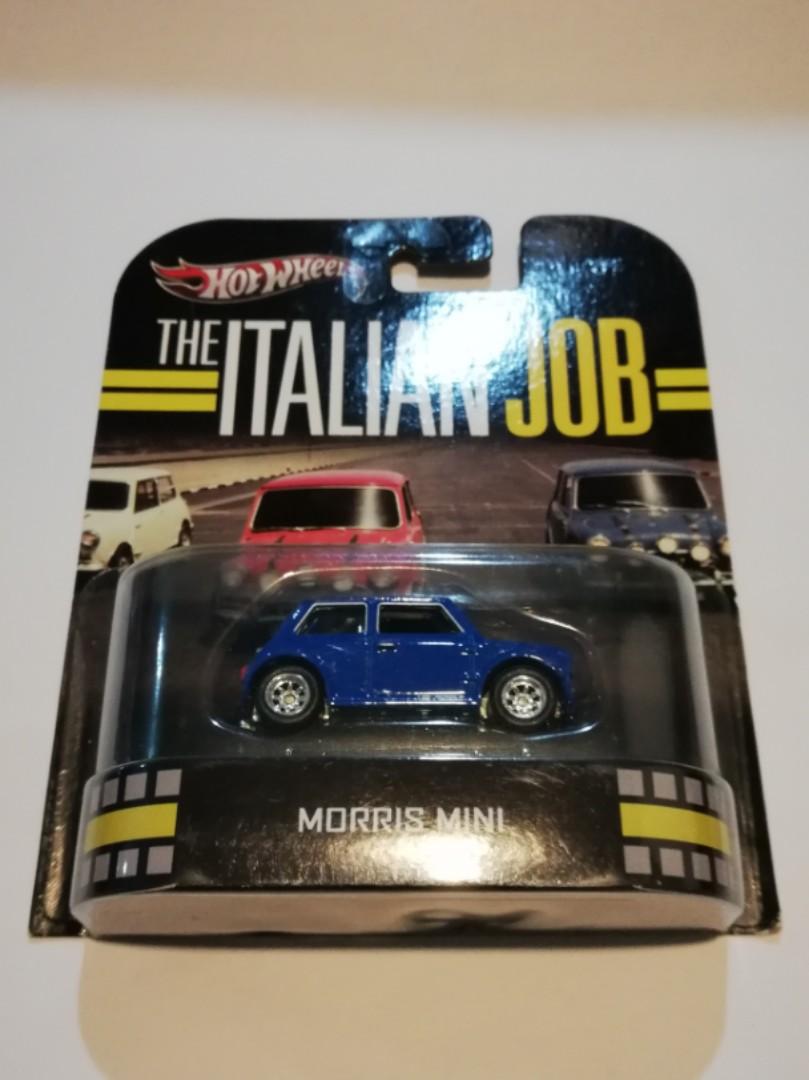 HOT WHEELS
THE ITALIAN JOB
MORRIS MINI